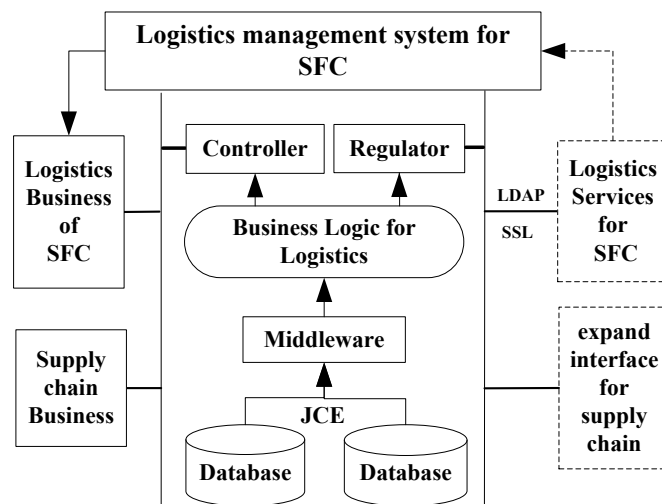 Logistics management system for
SFC
Controller
Regulator
Logistics
Business
of
SFC
LDAP
SSL
Logistics
Services
for
SFC
Business Logic for
Logistics
Middleware
Supply
chain
Business
expand
interface
for
supply
chain
JCE
Database
Database